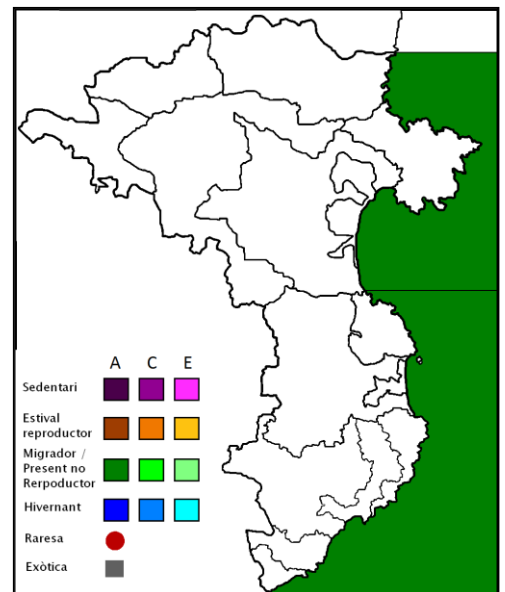 A C E
Sedentari
Estival
reproductor
Migrador /
Present no
Rerpoductor
Hivernant
Raresa
Exòtica